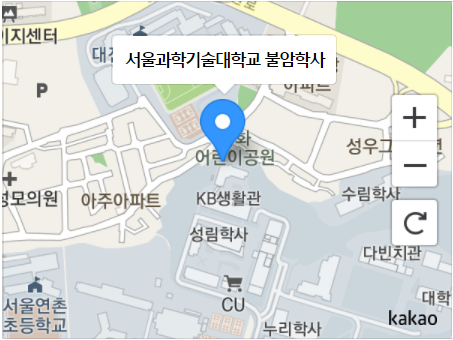 이지센터
대진
서울과학기술대학교 불암학사
아파트
P
화
어린이공원
성우그
편
성모의원
아주아파트
KB생활관
수림학사
성림학사
다빈치관
CU
대학
서울연촌
초등학교
누리학사
kakao